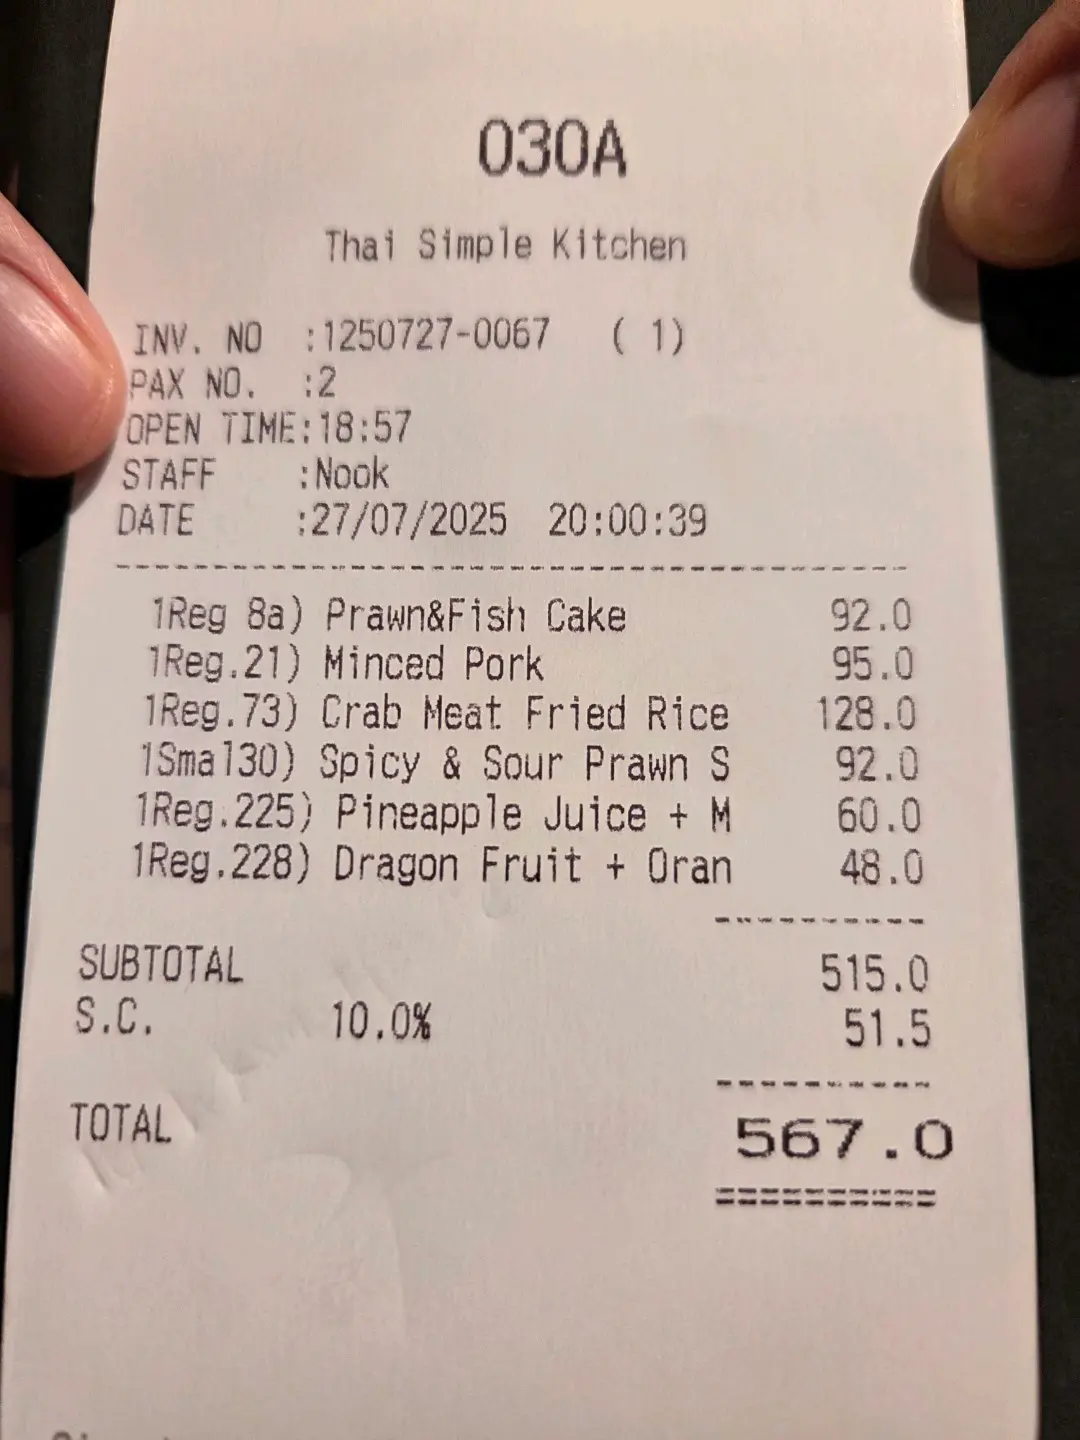 030A
Thai Simple Kitchen
INV. NO :1250727-0067 ( 1)
PAX NO. :2
OPEN TIME:18:57
STAFF :Nook
DATE :27/07/2025 20:00:39
1Reg 8a) Prawn&Fish Cake 92.0
1Reg.21) Minced Pork 95.0
1Reg.73) Crab Meat Fried Rice 128.0
1Smal30) Spicy & Sour Prawn S 92.0
1Reg.225) Pineapple Juice + M 60.0
1Reg.228) Dragon Fruit + Oran 48.0
SUBTOTAL 515.0
S.C. 10.0% 51.5
TOTAL 567.0